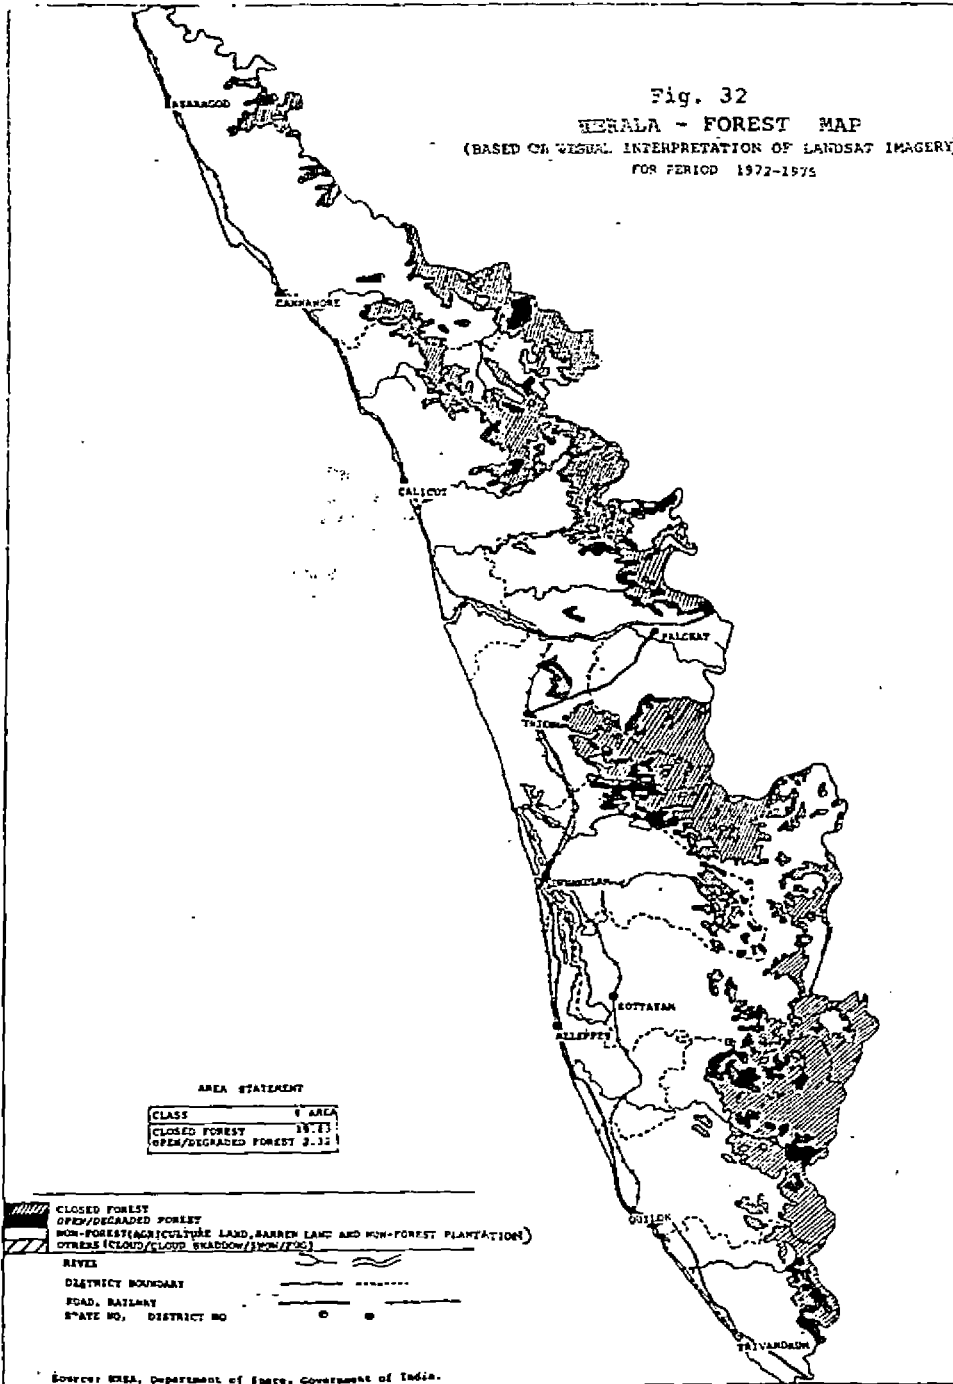 Fig. 32
KERALA - FOREST MAP
(BASED ON VISUAL INTERPRETATION OF LANDSAT IMAGERY)
FOR PERIOD 1972-1975
KASARAGOD
CANNANORE
CALICUT
PALGHAT
TRICHUR
ERNAKULAM
KOTTAYAM
ALLEPPEY
QUILON
TRIVANDRUM
AREA STATEMENT
CLASS % AREA
CLOSED FOREST
OPEN/DEGRADED FOREST
CLOSED FOREST
OPEN/DEGRADED FOREST
NON-FOREST(AGRICULTURE LAND, BARREN LAND AND NON-FOREST PLANTATION)
OTHERS (CLOUD/CLOUD SHADDOW/SNOW/FOG)
RIVER
DISTRICT BOUNDARY
ROAD, RAILWAY
STATE HQ, DISTRICT HQ
Source: NRSA, Department of Space, Government of India.